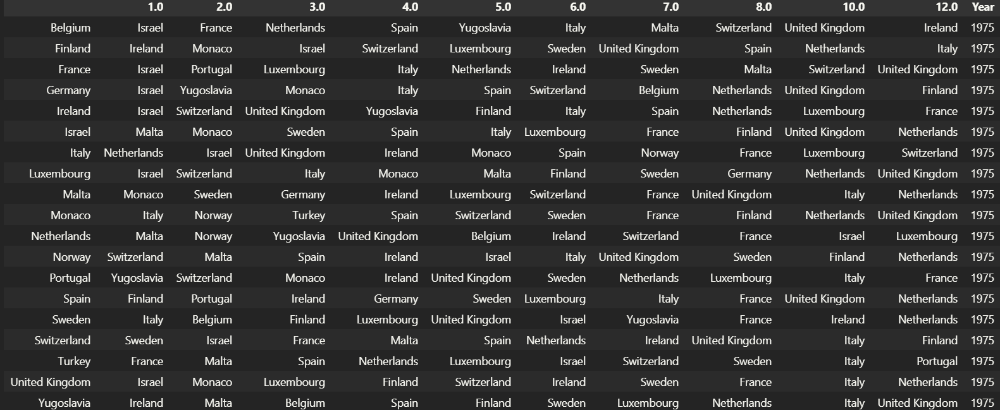 1.0 2.0 3.0 4.0 5.0 6.0 7.0 8.0 10.0 12.0 Year
Belgium Israel France Netherlands Spain Yugoslavia Italy Malta Switzerland United Kingdom Ireland 1975
Finland Ireland Monaco Israel Switzerland Luxembourg Sweden United Kingdom Spain Netherlands Italy 1975
France Israel Portugal Luxembourg Italy Netherlands Ireland Sweden Malta Switzerland United Kingdom 1975
Germany Israel Yugoslavia Monaco Italy Spain Switzerland Belgium Netherlands United Kingdom Finland 1975
Ireland Israel Switzerland United Kingdom Yugoslavia Finland Italy Spain Netherlands Luxembourg France 1975
Israel Malta Monaco Sweden Spain Italy Luxembourg France Finland United Kingdom Netherlands 1975
Italy Netherlands Israel United Kingdom Ireland Monaco Spain Norway France Luxembourg Switzerland 1975
Luxembourg Israel Switzerland Italy Monaco Malta Finland Sweden Germany Netherlands United Kingdom 1975
Malta Monaco Sweden Germany Ireland Luxembourg Switzerland France United Kingdom Italy Netherlands 1975
Monaco Italy Norway Turkey Spain Switzerland Sweden France Finland Netherlands United Kingdom 1975
Netherlands Malta Norway Yugoslavia United Kingdom Belgium Ireland Switzerland France Israel Luxembourg 1975
Norway Switzerland Malta Spain Ireland Israel Italy United Kingdom Sweden Finland Netherlands 1975
Portugal Yugoslavia Switzerland Monaco Ireland United Kingdom Sweden Netherlands Luxembourg Italy France 1975
Spain Finland Portugal Ireland Germany Sweden Luxembourg Italy France United Kingdom Netherlands 1975
Sweden Italy Belgium Finland Luxembourg United Kingdom Israel Yugoslavia France Ireland Netherlands 1975
Switzerland Sweden Israel France Malta Spain Netherlands Ireland United Kingdom Italy Finland 1975
Turkey France Malta Spain Netherlands Luxembourg Israel Switzerland Sweden Italy Portugal 1975
United Kingdom Israel Monaco Luxembourg Finland Switzerland Ireland Sweden France Italy Netherlands 1975
Yugoslavia Ireland Malta Belgium Spain Finland Sweden Luxembourg Netherlands Italy United Kingdom 1975